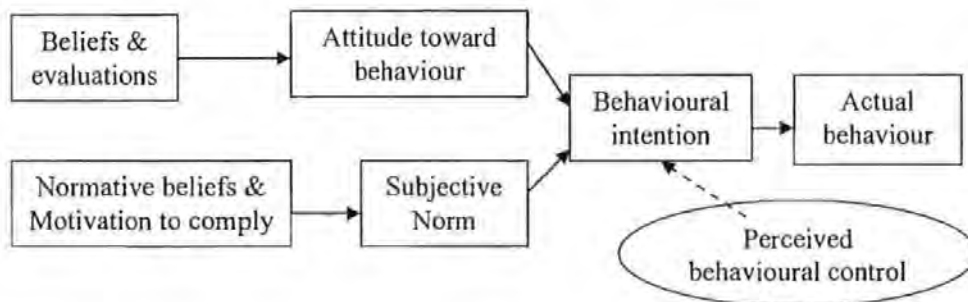 Beliefs &
evaluations
Attitude toward
behaviour
Behavioural
intention
Actual
behaviour
Normative beliefs &
Motivation to comply
Subjective
Norm
Perceived
behavioural control